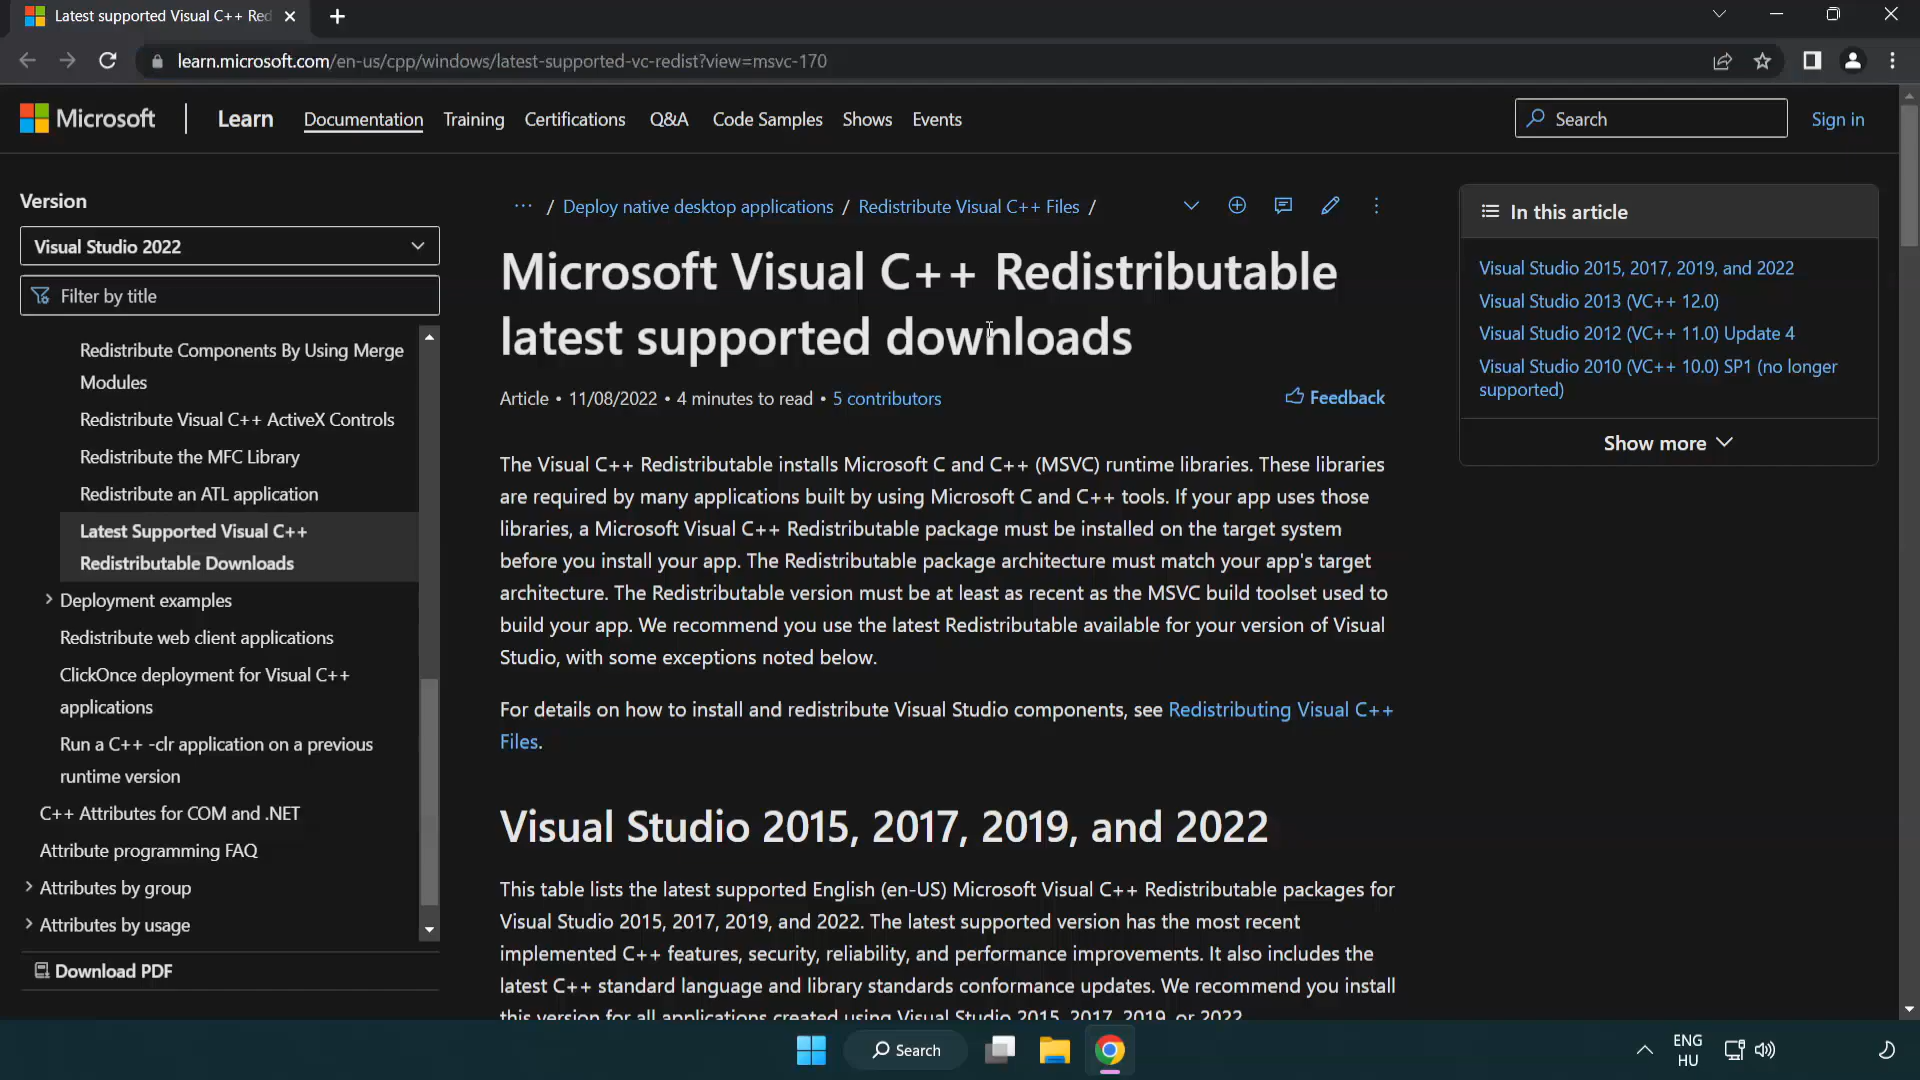 Latest supported Visual C++ Red
learn.microsoft.com/en-us/cpp/windows/latest-supported-vc-redist?view=msvc-170
Microsoft
Learn
Documentation
Training
Certifications
Q&A
Code Samples
Shows
Events
Search
Sign in
Version
Visual Studio 2022
Filter by title
Redistribute Components By Using Merge
Modules
Redistribute Visual C++ ActiveX Controls
Redistribute the MFC Library
Redistribute an ATL application
Latest Supported Visual C++
Redistributable Downloads
Deployment examples
Redistribute web client applications
ClickOnce deployment for Visual C++
applications
Run a C++ -clr application on a previous
runtime version
C++ Attributes for COM and .NET
Attribute programming FAQ
Attributes by group
Attributes by usage
Download PDF
... / Deploy native desktop applications / Redistribute Visual C++ Files /
Microsoft Visual C++ Redistributable
latest supported downloads
Article • 11/08/2022 • 4 minutes to read • 5 contributors
Feedback
The Visual C++ Redistributable installs Microsoft C and C++ (MSVC) runtime libraries. These libraries
are required by many applications built by using Microsoft C and C++ tools. If your app uses those
libraries, a Microsoft Visual C++ Redistributable package must be installed on the target system
before you install your app. The Redistributable package architecture must match your app's target
architecture. The Redistributable version must be at least as recent as the MSVC build toolset used to
build your app. We recommend you use the latest Redistributable available for your version of Visual
Studio, with some exceptions noted below.
For details on how to install and redistribute Visual Studio components, see Redistributing Visual C++
Files.
Visual Studio 2015, 2017, 2019, and 2022
This table lists the latest supported English (en-US) Microsoft Visual C++ Redistributable packages for
Visual Studio 2015, 2017, 2019, and 2022. The latest supported version has the most recent
implemented C++ features, security, reliability, and performance improvements. It also includes the
latest C++ standard language and library standards conformance updates. We recommend you install
this version for all applications created using Visual Studio 2015, 2017, 2019, or 2022.
In this article
Visual Studio 2015, 2017, 2019, and 2022
Visual Studio 2013 (VC++ 12.0)
Visual Studio 2012 (VC++ 11.0) Update 4
Visual Studio 2010 (VC++ 10.0) SP1 (no longer
supported)
Show more
Search
ENG
HU